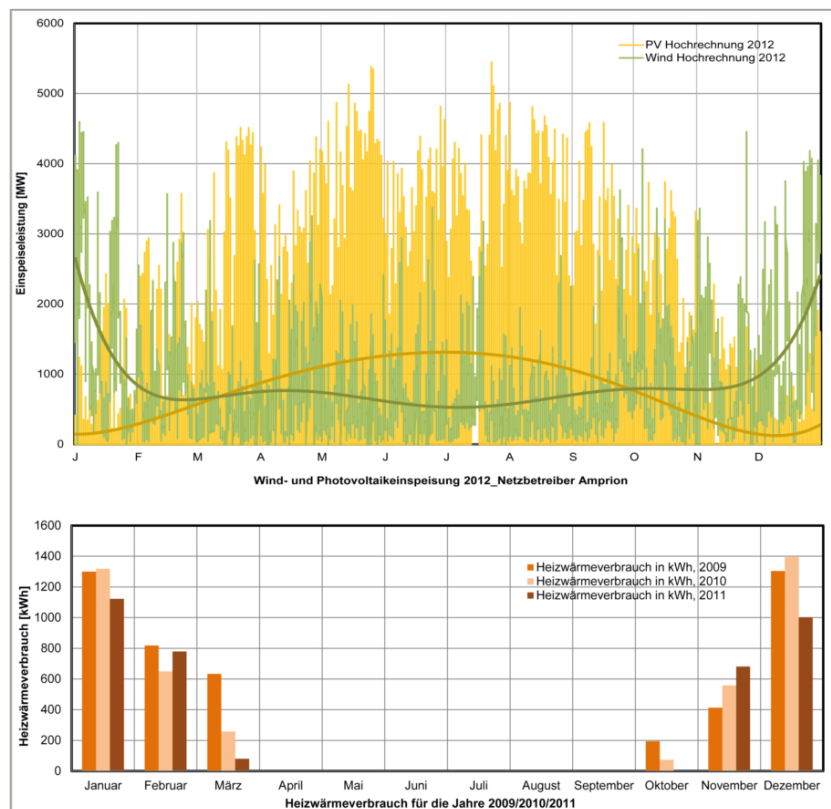 6000
PV Hochrechnung 2012
Wind Hochrechnung 2012
5000
4000
3000
2000
1000
0
Einspeiseleistung [MW]
J F M A M J J A S O N D
Wind- und Photovoltaikeinspeisung 2012_Netzbetreiber Amprion
1600
1400
1200
1000
800
600
400
200
0
Heizwärmeverbrauch [kWh]
Heizwärmeverbrauch in kWh, 2009
Heizwärmeverbrauch in kWh, 2010
Heizwärmeverbrauch in kWh, 2011
Januar Februar März April Mai Juni Juli August September Oktober November Dezember
Heizwärmeverbrauch für die Jahre 2009/2010/2011